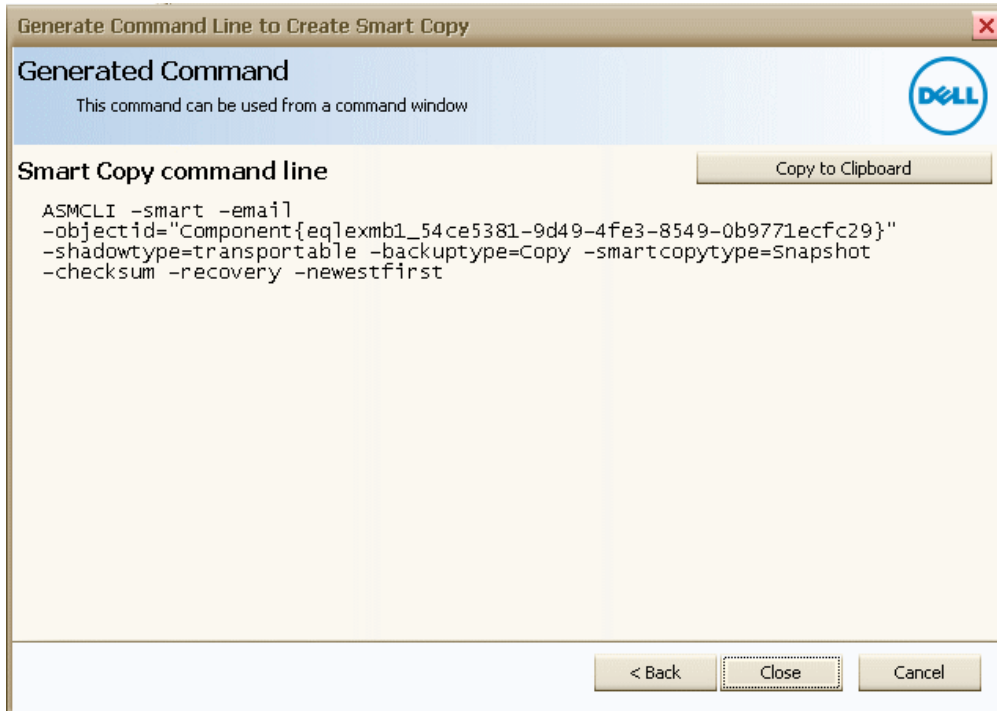 Generate Command Line to Create Smart Copy
Generated Command
This command can be used from a command window
DELL
Smart Copy command line
Copy to Clipboard
ASMCLI -smart -email
-objectid="Component{eqlexmb1_54ce5381-9d49-4fe3-8549-0b9771ecfc29}"
-shadowtype=transportable -backuptype=Copy -smartcopytype=Snapshot
-checksum -recovery -newestfirst
< Back
Close
Cancel